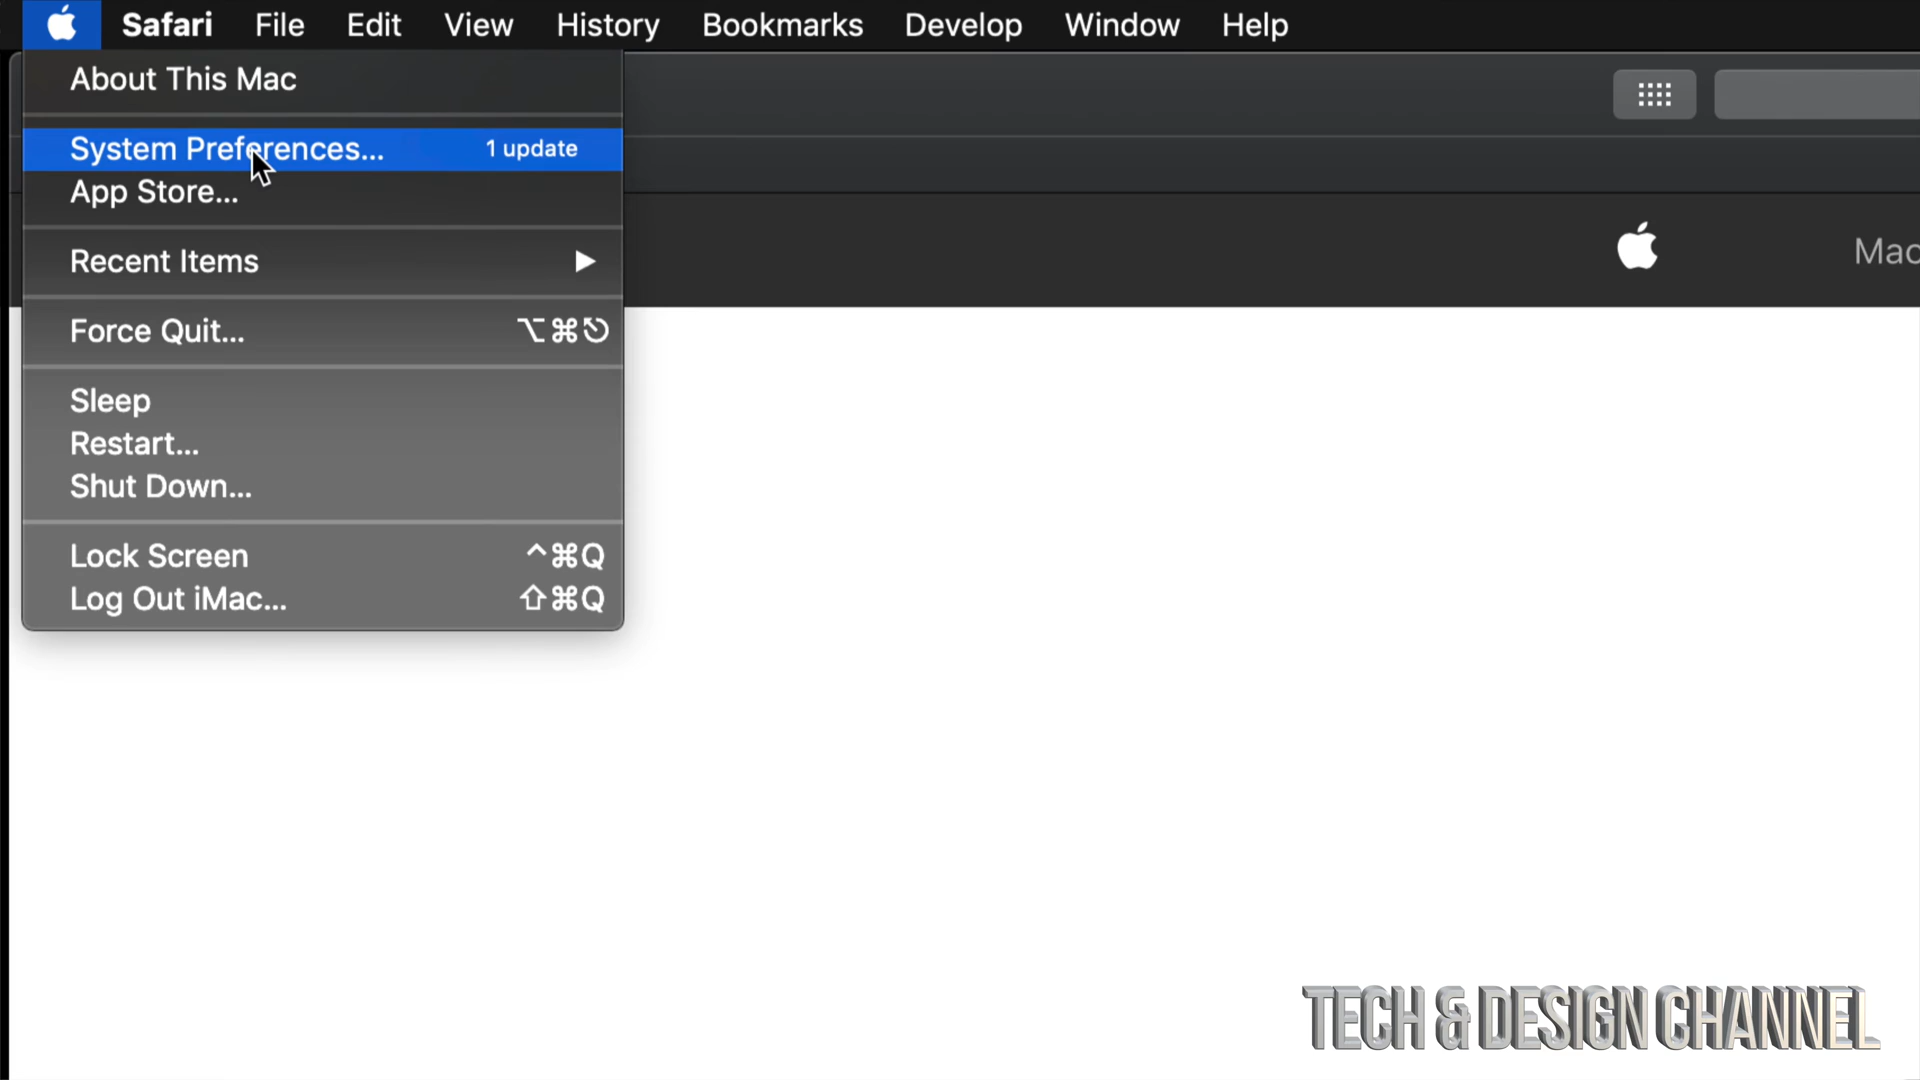 Safari File Edit View History Bookmarks Develop Window Help
About This Mac
System Preferences... 1 update
App Store...
Recent Items ▶
Force Quit... ⌥⌘⎋
Sleep
Restart...
Shut Down...
Lock Screen ^⌘Q
Log Out iMac... ⇧⌘Q
Mac
TECH & DESIGN CHANNEL